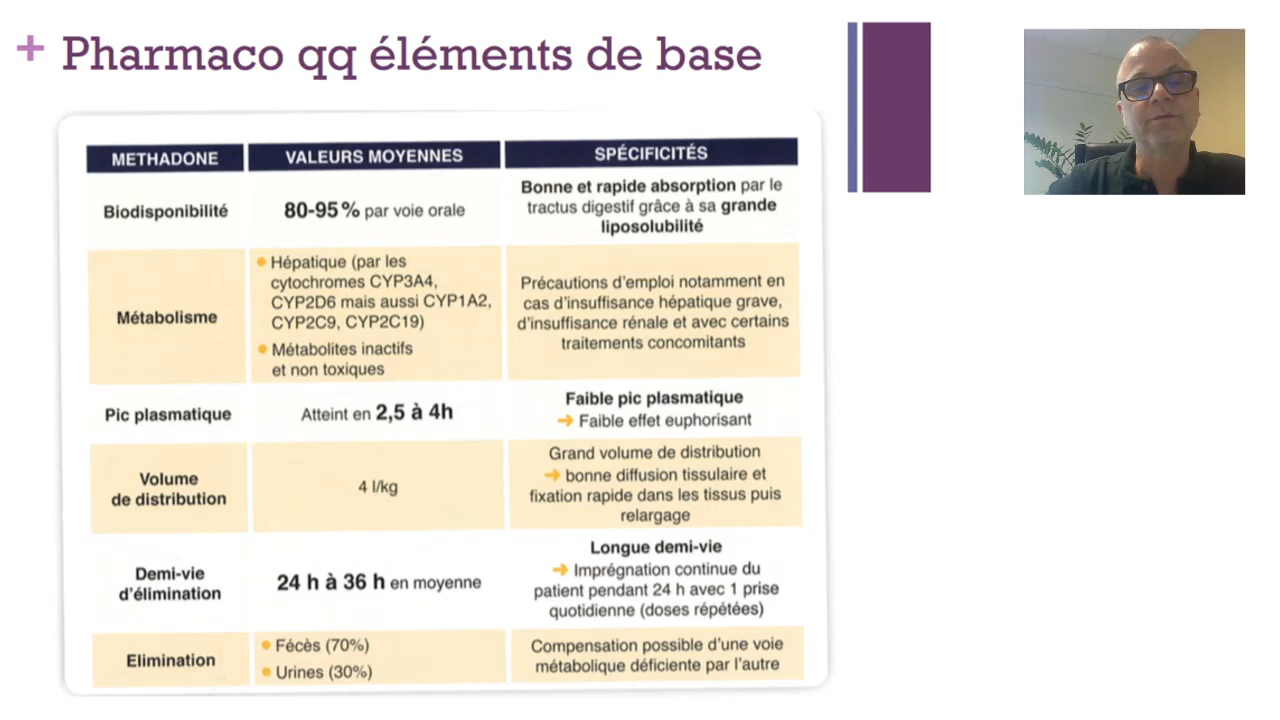 + Pharmaco qq éléments de base
METHADONE
VALEURS MOYENNES
SPÉCIFICITÉS
Biodisponibilité
80-95% par voie orale
Bonne et rapide absorption par le
tractus digestif grâce à sa grande
liposolubilité
Métabolisme
Hépatique (par les
cytochromes CYP3A4,
CYP2D6 mais aussi CYP1A2,
CYP2C9, CYP2C19)
Métabolites inactifs
et non toxiques
Précautions d'emploi notamment en
cas d'insuffisance hépatique grave,
d'insuffisance rénale et avec certains
traitements concomitants
Pic plasmatique
Atteint en 2,5 à 4h
Faible pic plasmatique
→ Faible effet euphorisant
Volume
de distribution
4 l/kg
Grand volume de distribution
→ bonne diffusion tissulaire et
fixation rapide dans les tissus puis
relargage
Demi-vie
d'élimination
24 h à 36 h en moyenne
Longue demi-vie
→ Imprégnation continue du
patient pendant 24 h avec 1 prise
quotidienne (doses répétées)
Elimination
Fécès (70%)
Urines (30%)
Compensation possible d'une voie
métabolique déficiente par l'autre